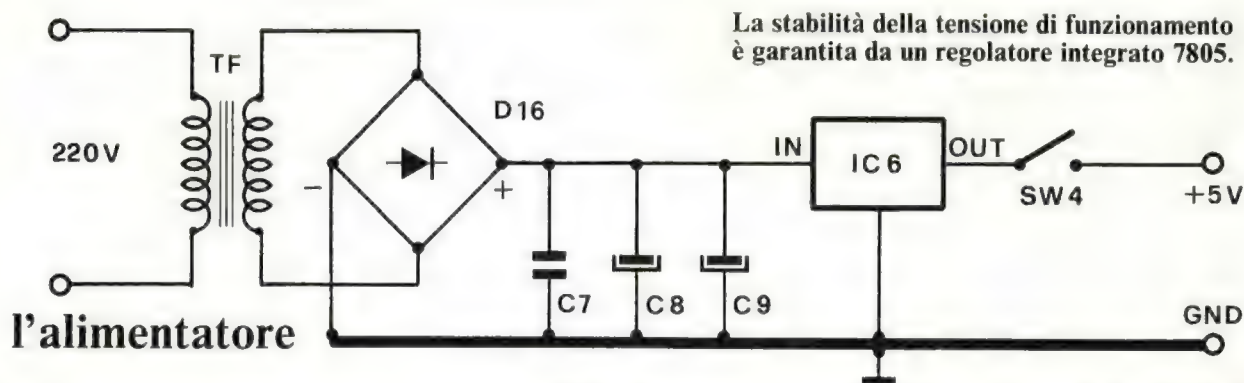 La stabilità della tensione di funzionamento
è garantita da un regolatore integrato 7805.
TF
D16
220V
IN
IC6
OUT
SW4
+5V
-
+
C7
C8
C9
GND
l'alimentatore